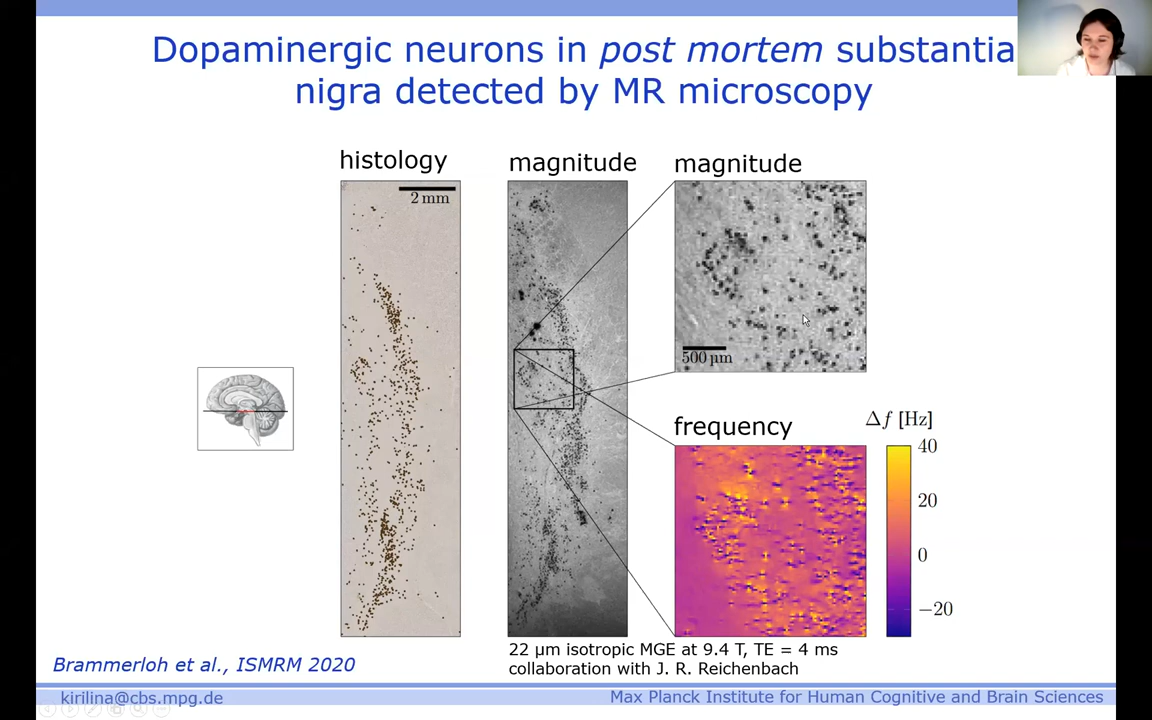 Dopaminergic neurons in post mortem substantia
nigra detected by MR microscopy
histology
magnitude
magnitude
2 mm
500 µm
frequency
Δf [Hz]
40
20
0
−20
22 µm isotropic MGE at 9.4 T, TE = 4 ms
collaboration with J. R. Reichenbach
Brammerloh et al., ISMRM 2020
kirilina@cbs.mpg.de
Max Planck Institute for Human Cognitive and Brain Sciences